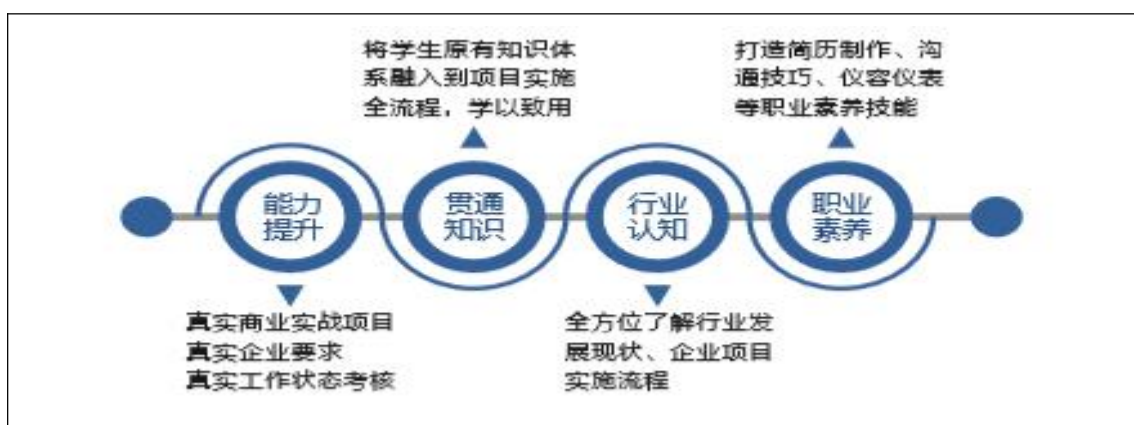 将学生原有知识体
系融入到项目实施
全流程，学以致用
打造简历制作、沟
通技巧、仪容仪表
等职业素养技能
能力
提升
贯通
知识
行业
认知
职业
素养
真实商业实战项目
真实企业要求
真实工作状态考核
全方位了解行业发
展现状、企业项目
实施流程